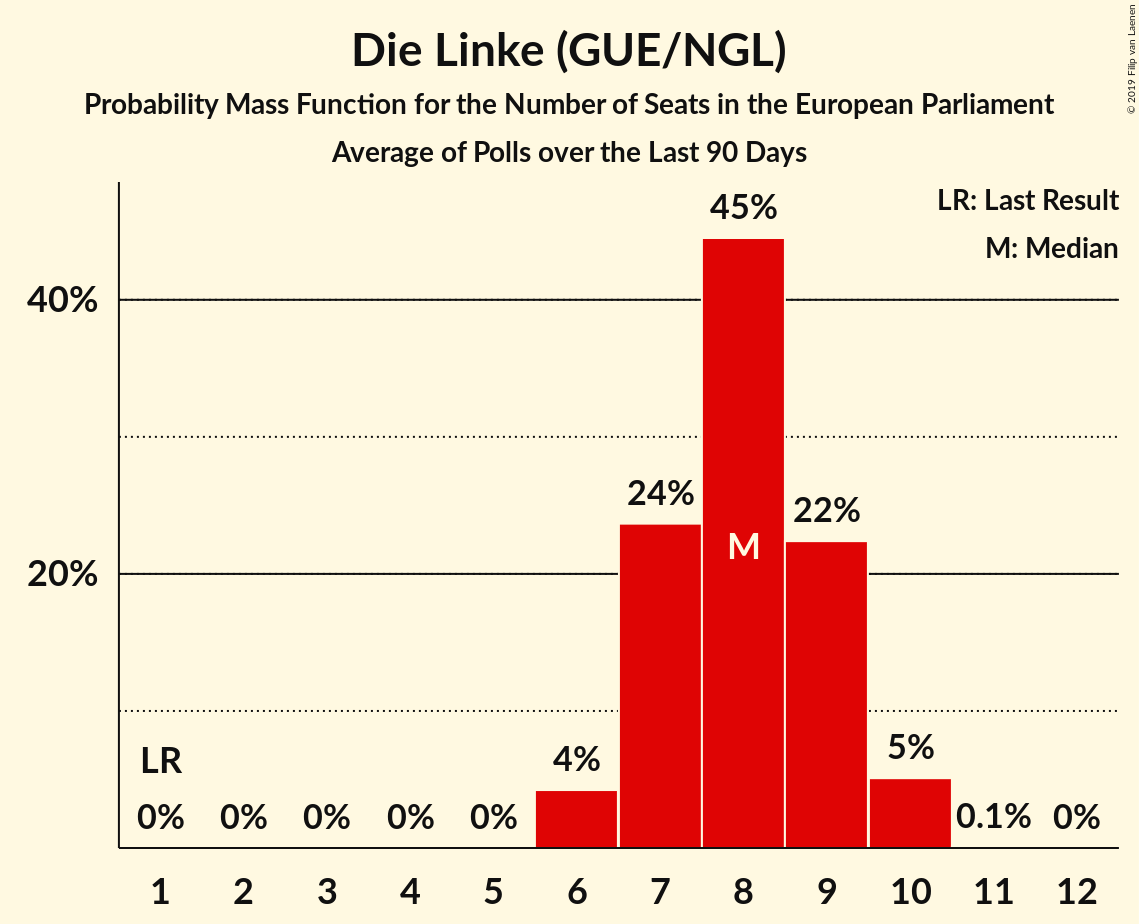 Die Linke (GUE/NGL)
Probability Mass Function for the Number of Seats in the European Parliament
Average of Polls over the Last 90 Days
© 2019 Filip van Laenen
LR: Last Result
M: Median
45%
40%
24%
22%
M
20%
LR
4%
5%
0% 0% 0% 0% 0% 0.1% 0%
1 2 3 4 5 6 7 8 9 10 11 12